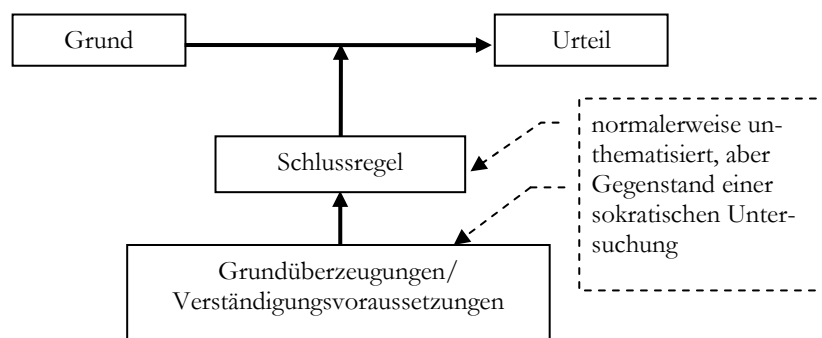 Grund
Urteil
Schlussregel
normalerweise un-
thematisiert, aber
Gegenstand einer
sokratischen Unter-
suchung
Grundüberzeugungen/
Verständigungsvoraussetzungen